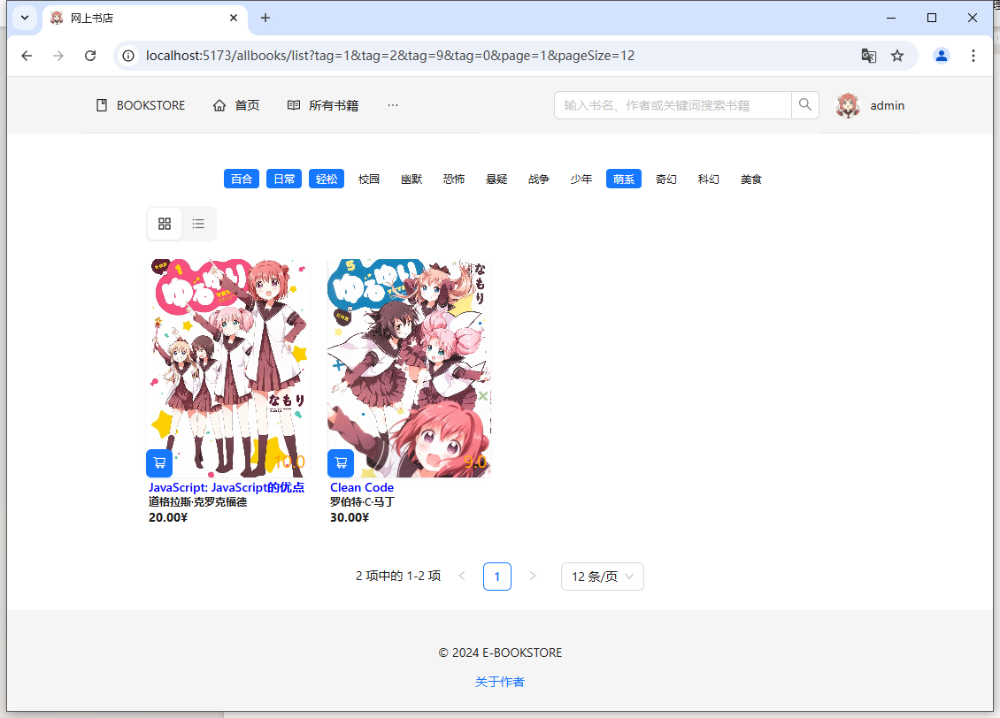 网上书店
localhost:5173/allbooks/list?tag=1&tag=2&tag=9&tag=0&page=1&pageSize=12
BOOKSTORE 首页 所有书籍 ··· 输入书名、作者或关键词搜索书籍 admin
百合 日常 轻松 校园 幽默 恐怖 悬疑 战争 少年 萌系 奇幻 科幻 美食
1
ゆるゆり
なもり
10.0
JavaScript: JavaScript的优点
道格拉斯·克罗克福德
20.00¥
5
ゆるゆり
なもり
9.0
Clean Code
罗伯特·C·马丁
30.00¥
2 项中的 1-2 项 1 12 条/页
© 2024 E-BOOKSTORE
关于作者